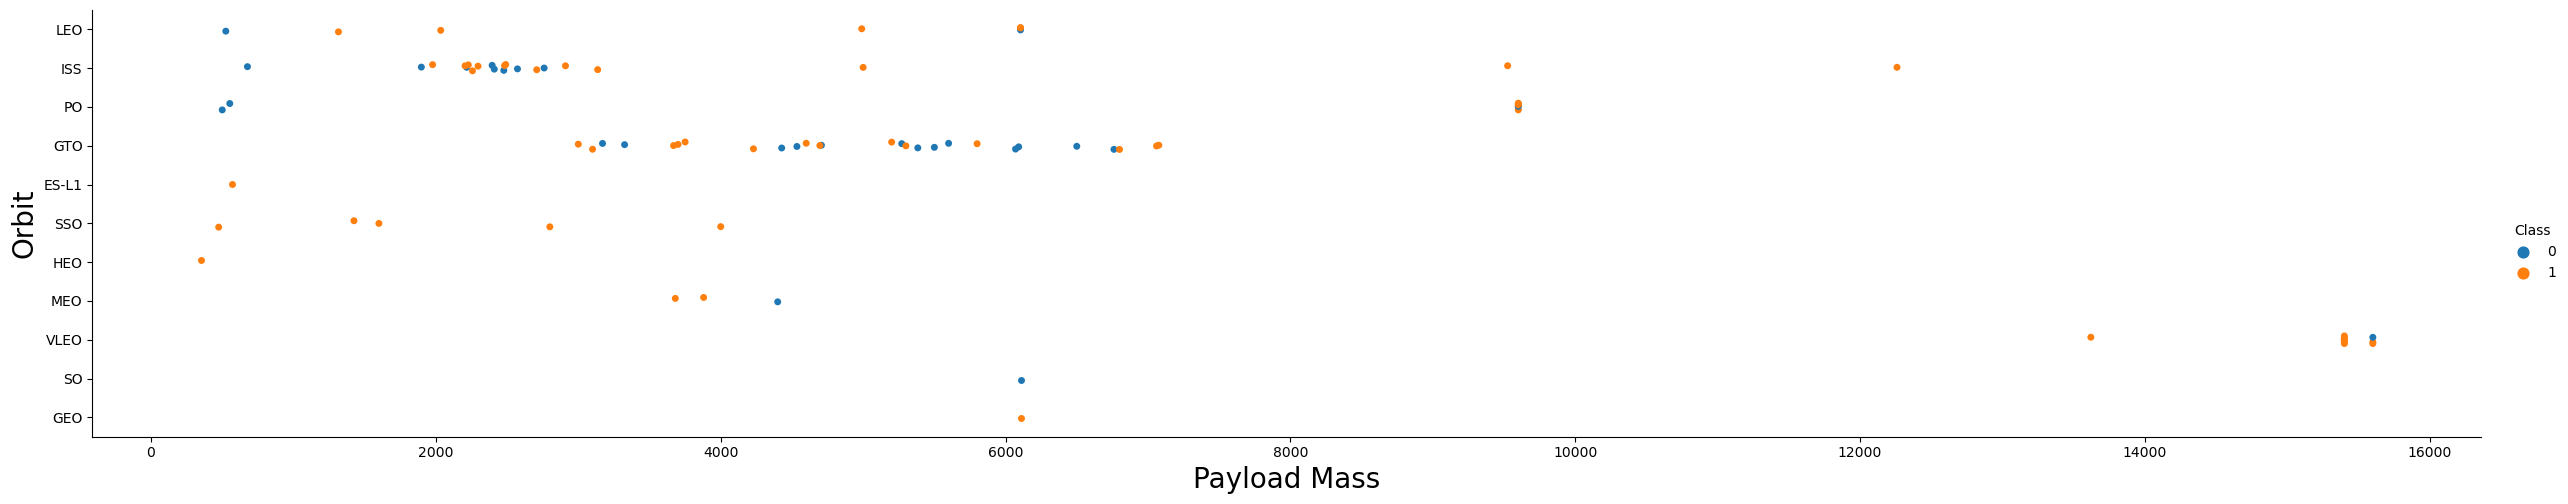 LEO
ISS
PO
GTO
ES-L1
SSO
HEO
MEO
VLEO
SO
GEO
Orbit
0 2000 4000 6000 8000 10000 12000 14000 16000
Payload Mass
Class
0
1